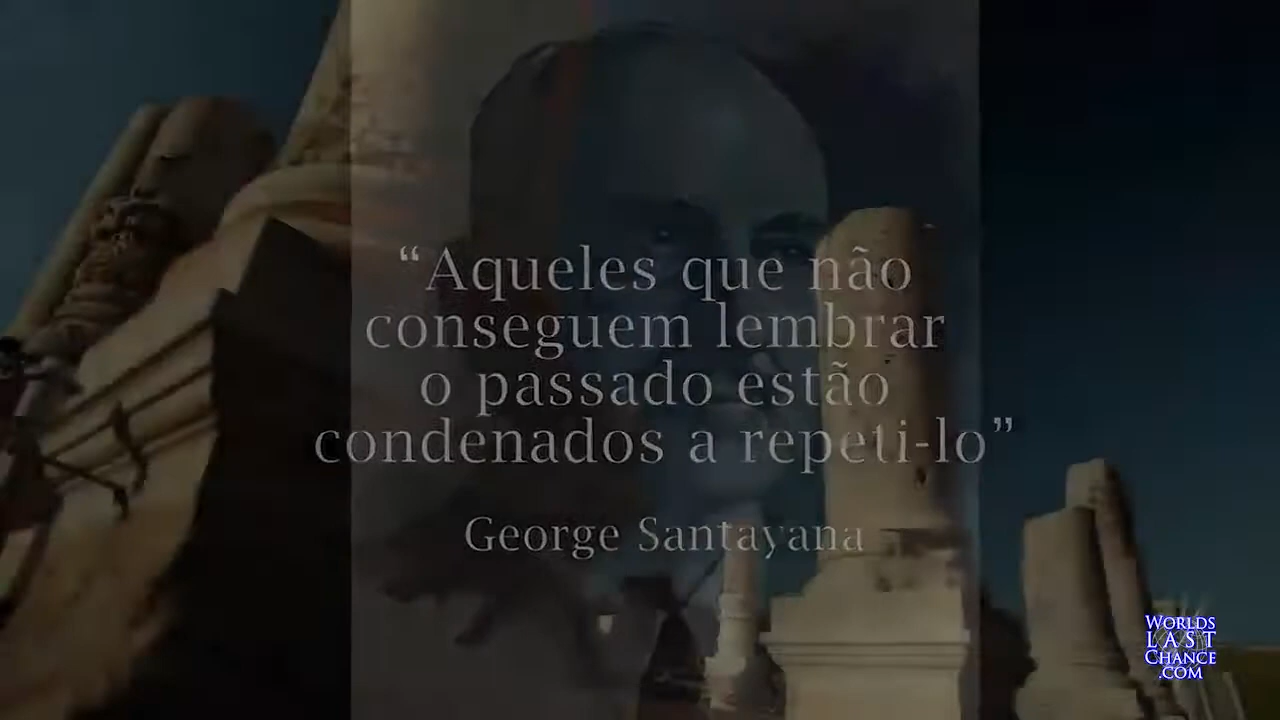 “Aqueles que não
conseguem lembrar
o passado estão
condenados a repeti-lo”
George Santayana
WORLDS
LAST
CHANCE
.COM